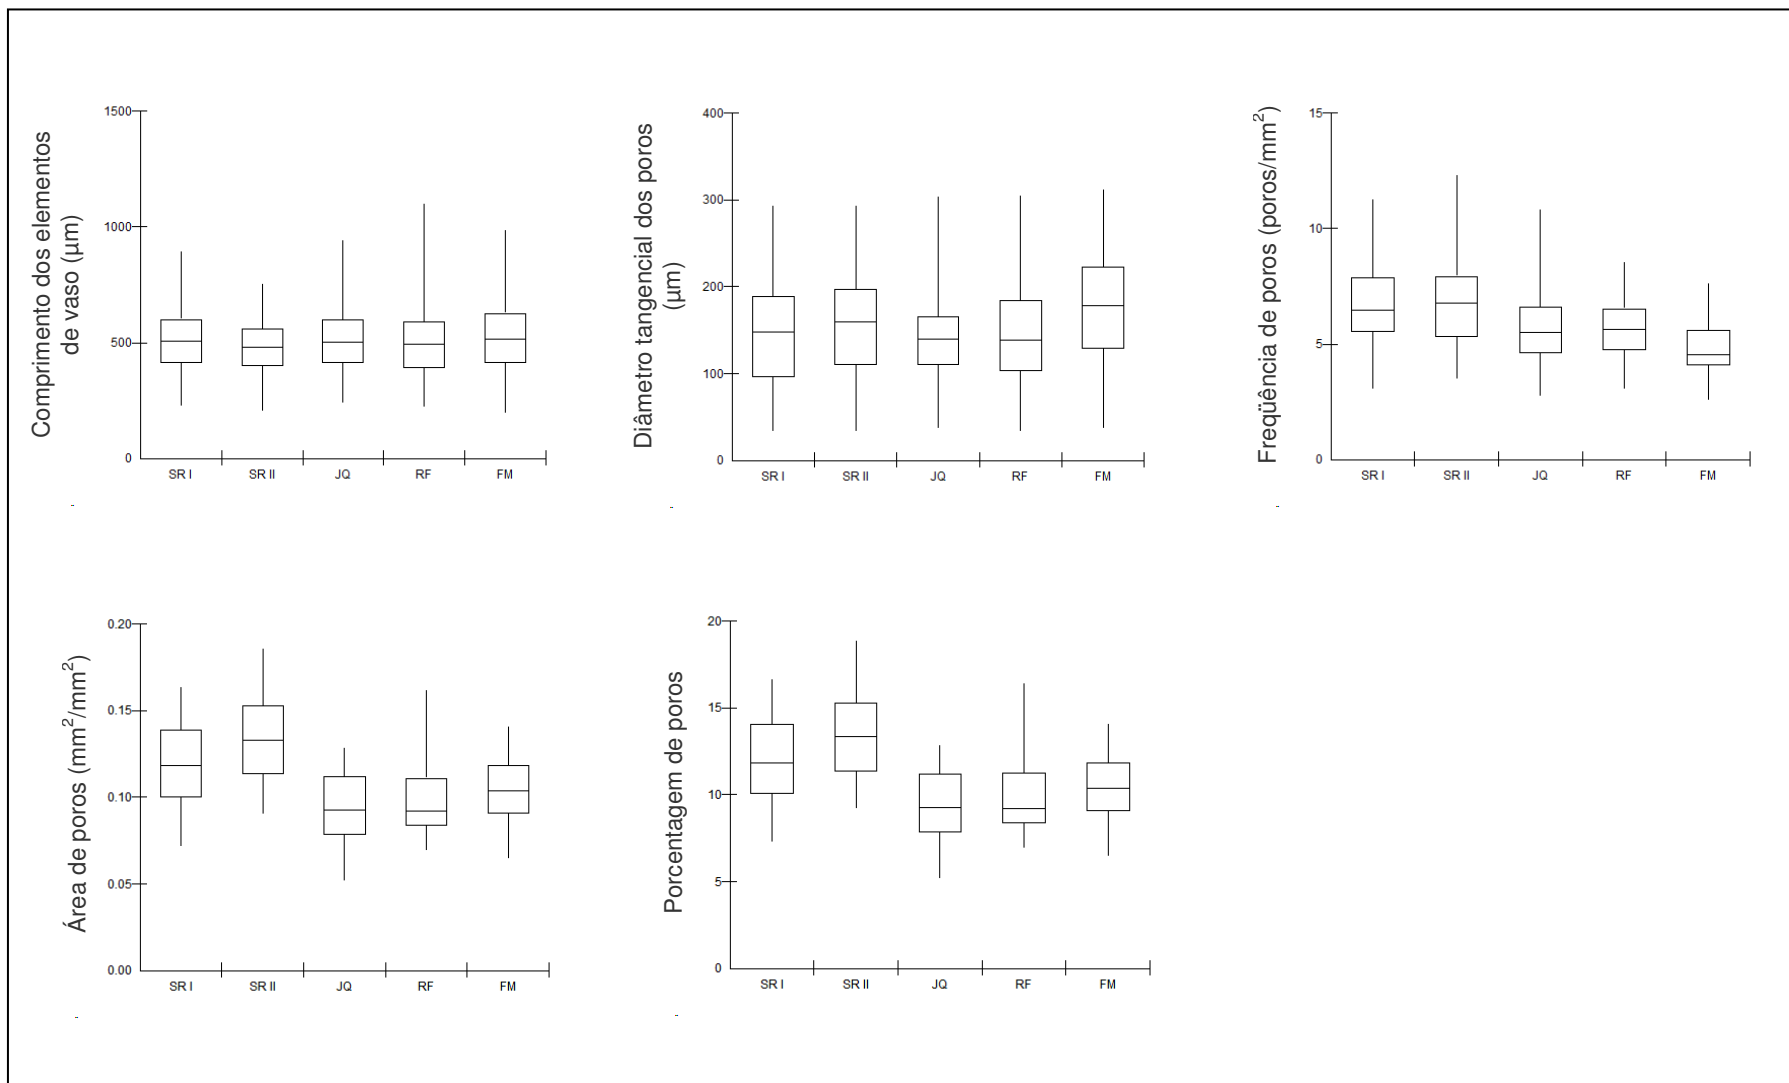 Comprimento dos elementos
de vaso (µm)
1500
1000
500
0
SR I
SR II
JQ
RF
FM
Diâmetro tangencial dos poros
(µm)
400
300
200
100
0
SR I
SR II
JQ
RF
FM
Freqüência de poros (poros/mm²)
15
10
5
0
SR I
SR II
JQ
RF
FM
Área de poros (mm²/mm²)
0.20
0.15
0.10
0.05
0.00
SR I
SR II
JQ
RF
FM
Porcentagem de poros
20
15
10
5
0
SR I
SR II
JQ
RF
FM